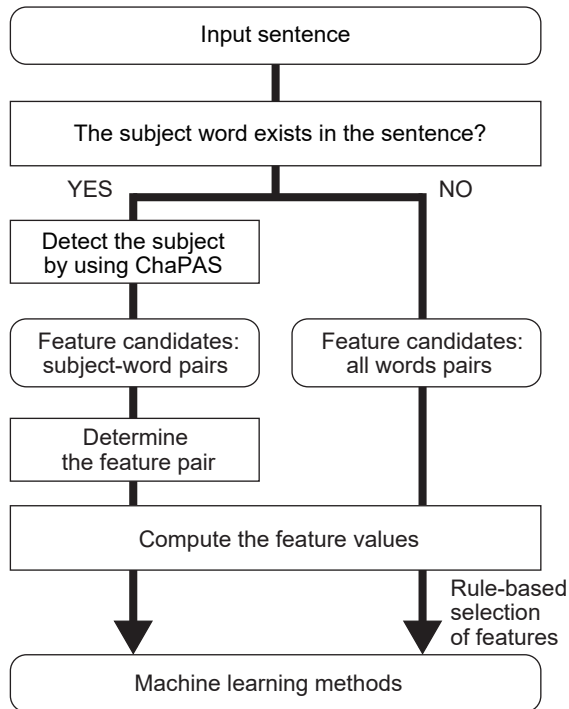 Input sentence
The subject word exists in the sentence?
YES
NO
Detect the subject
by using ChaPAS
Feature candidates:
subject-word pairs
Feature candidates:
all words pairs
Determine
the feature pair
Compute the feature values
Rule-based
selection
of features
Machine learning methods